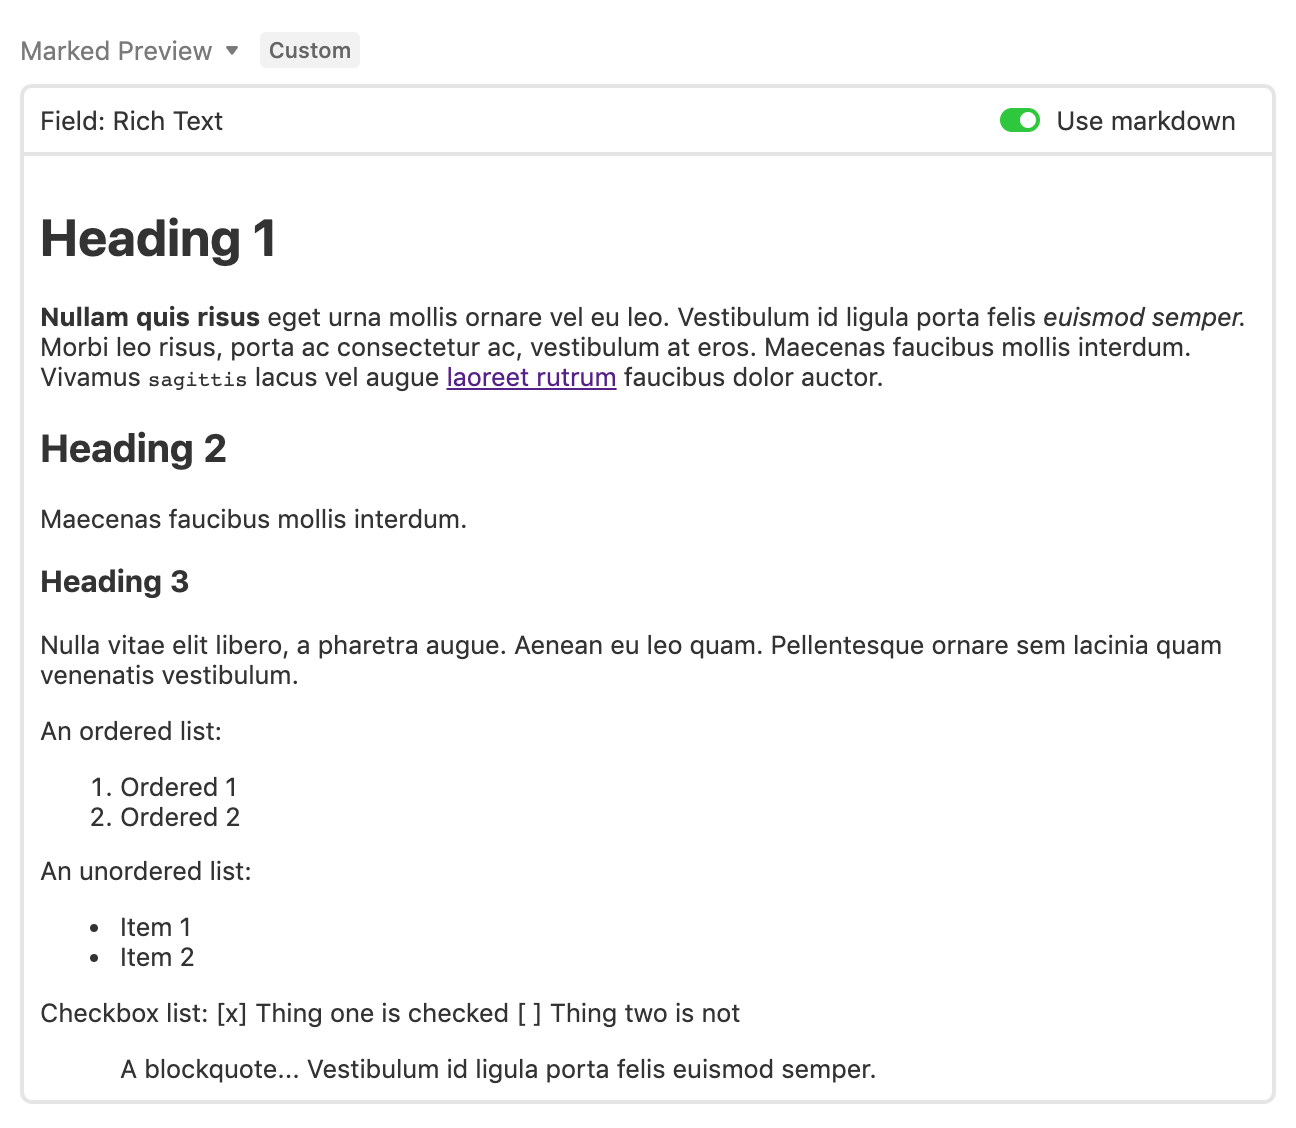 Marked Preview Custom
Field: Rich Text Use markdown
Heading 1
Nullam quis risus eget urna mollis ornare vel eu leo. Vestibulum id ligula porta felis euismod semper.
Morbi leo risus, porta ac consectetur ac, vestibulum at eros. Maecenas faucibus mollis interdum.
Vivamus sagittis lacus vel augue laoreet rutrum faucibus dolor auctor.
Heading 2
Maecenas faucibus mollis interdum.
Heading 3
Nulla vitae elit libero, a pharetra augue. Aenean eu leo quam. Pellentesque ornare sem lacinia quam
venenatis vestibulum.
An ordered list:
1. Ordered 1
2. Ordered 2
An unordered list:
• Item 1
• Item 2
Checkbox list: [x] Thing one is checked [ ] Thing two is not
A blockquote... Vestibulum id ligula porta felis euismod semper.